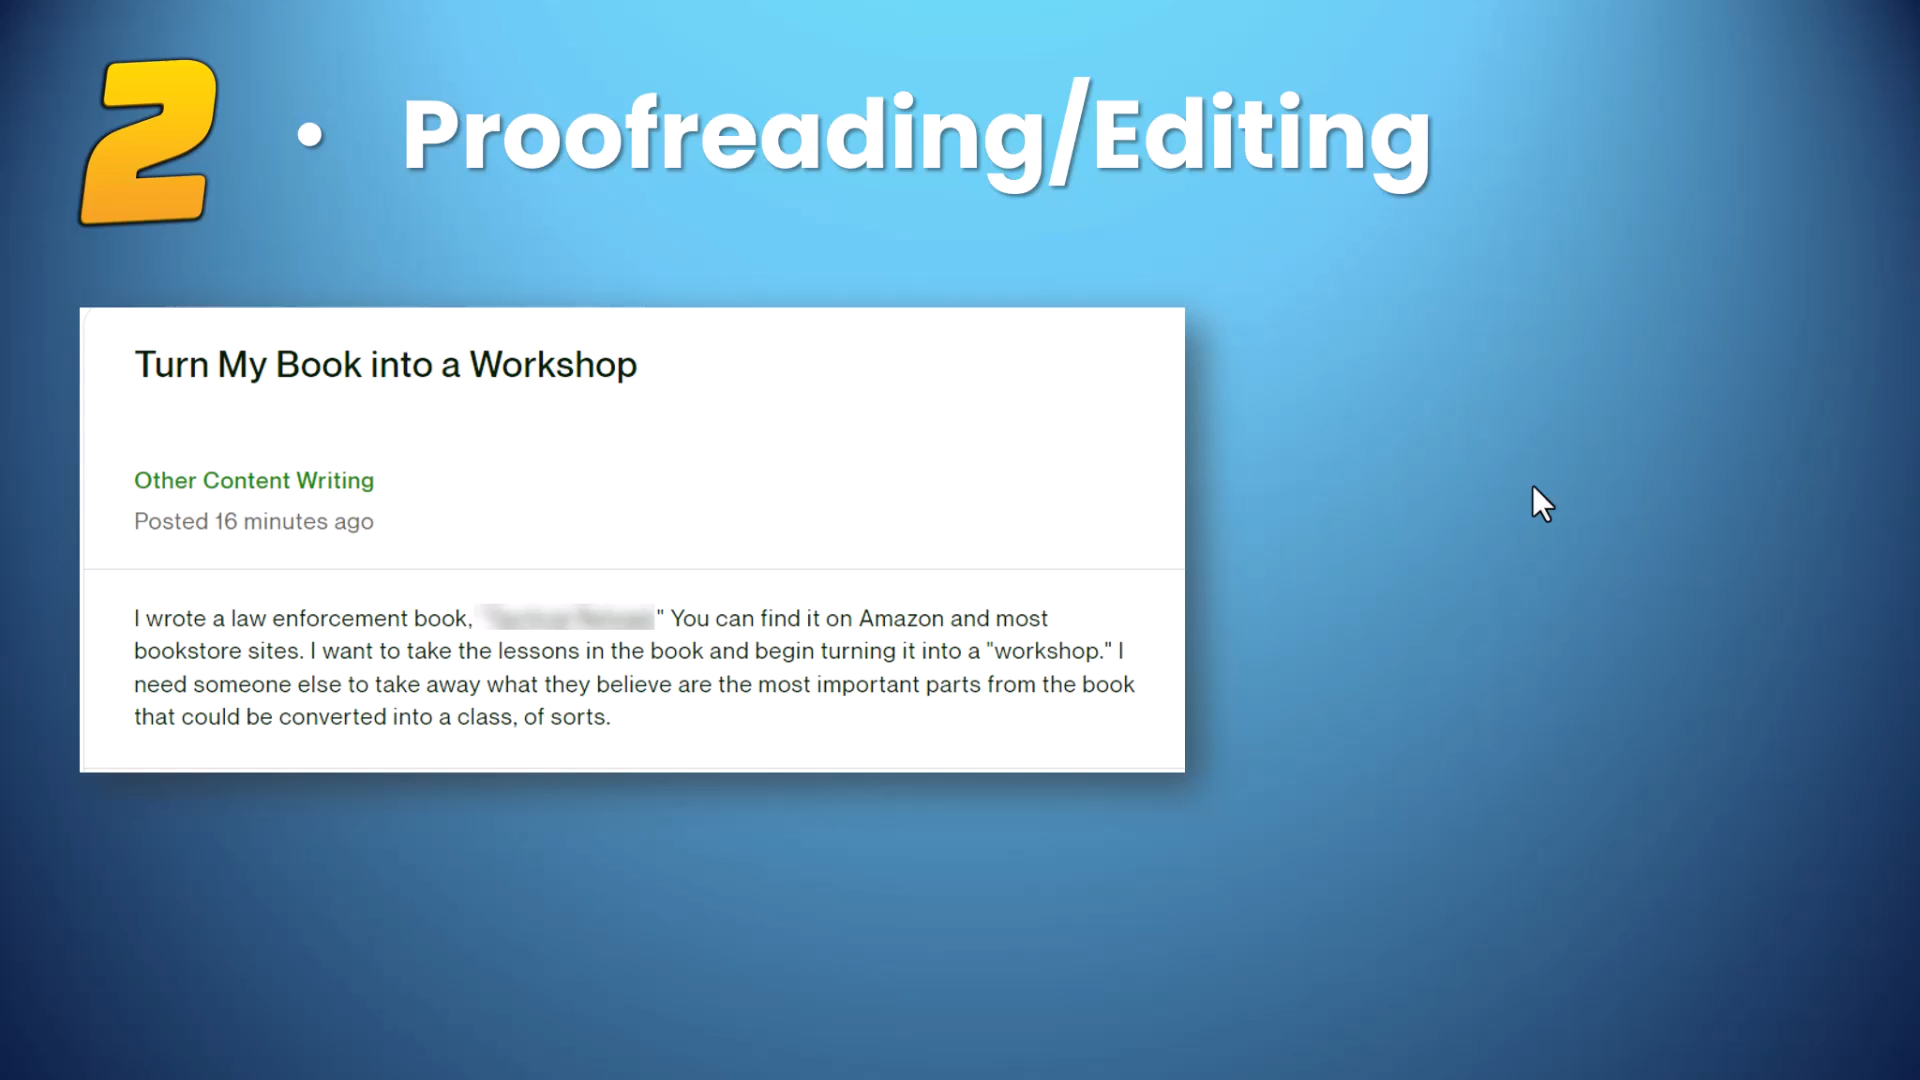 2 • Proofreading/Editing
Turn My Book into a Workshop
Other Content Writing
Posted 16 minutes ago
I wrote a law enforcement book, " You can find it on Amazon and most
bookstore sites. I want to take the lessons in the book and begin turning it into a "workshop." I
need someone else to take away what they believe are the most important parts from the book
that could be converted into a class, of sorts.